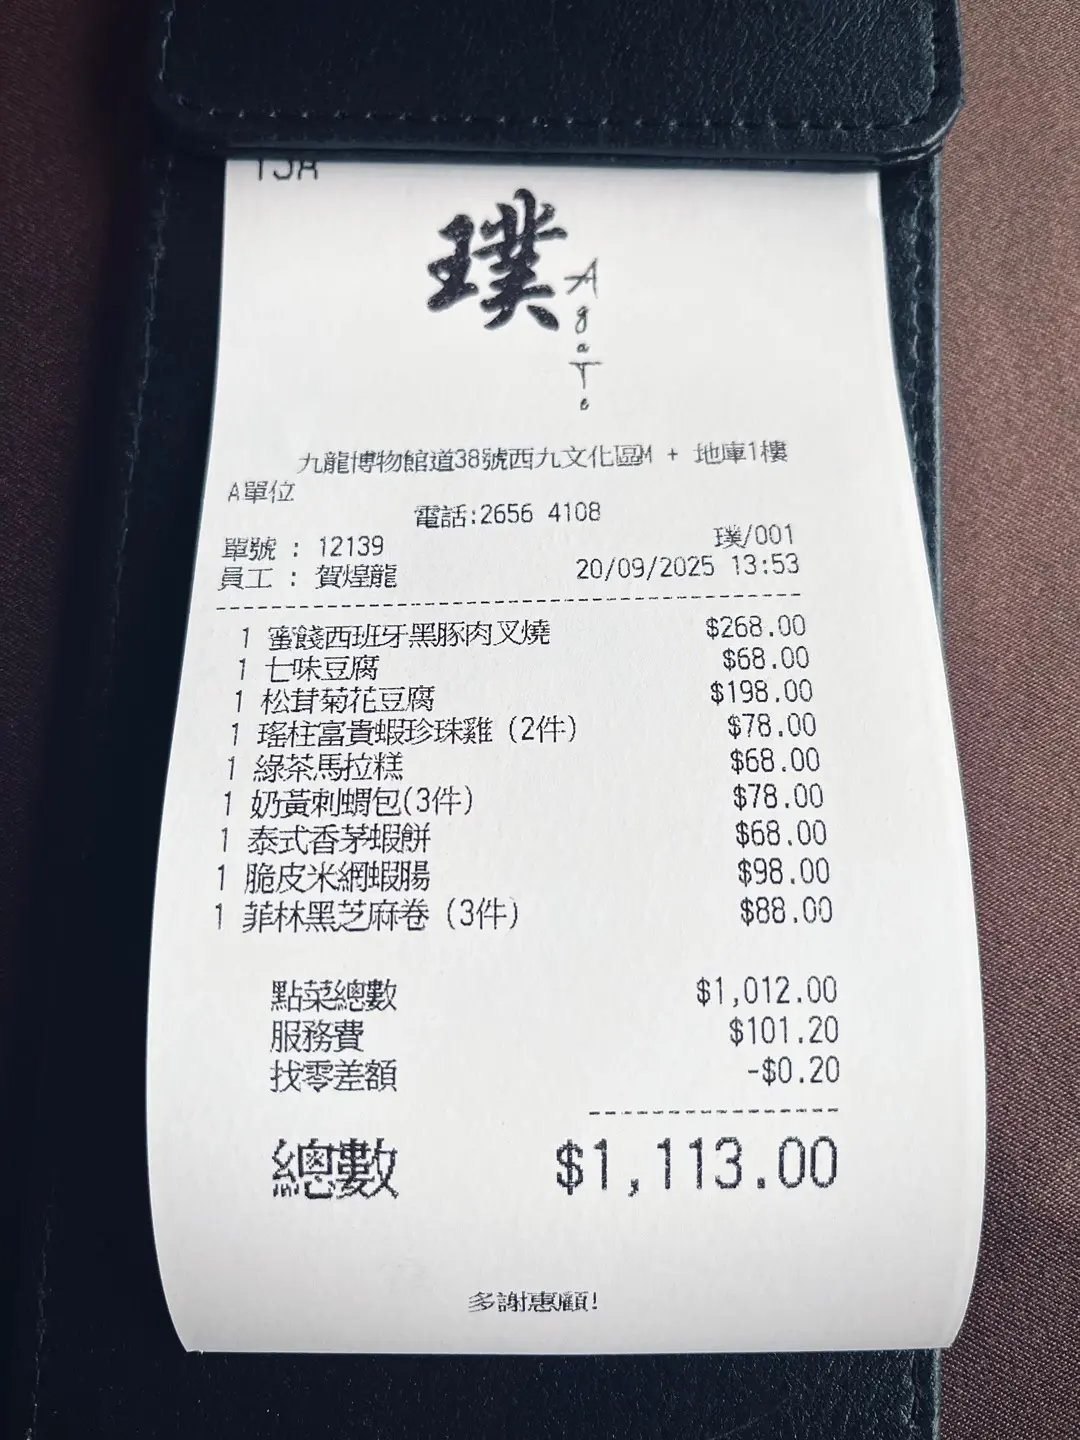 15A
璞
AgaTe
九龍博物館道38號西九文化區M + 地庫1樓
A單位
電話:2656 4108
璞/001
單號 : 12139
員工 : 賀煌龍 20/09/2025 13:53
1 蜜餞西班牙黑豚肉叉燒 $268.00
1 七味豆腐 $68.00
1 松茸菊花豆腐 $198.00
1 瑤柱富貴蝦珍珠雞 (2件) $78.00
1 綠茶馬拉糕 $68.00
1 奶黃刺蝟包(3件) $78.00
1 泰式香茅蝦餅 $68.00
1 脆皮米網蝦腸 $98.00
1 菲林黑芝麻卷 (3件) $88.00
點菜總數 $1,012.00
服務費 $101.20
找零差額 -$0.20
總數 $1,113.00
多謝惠顧!